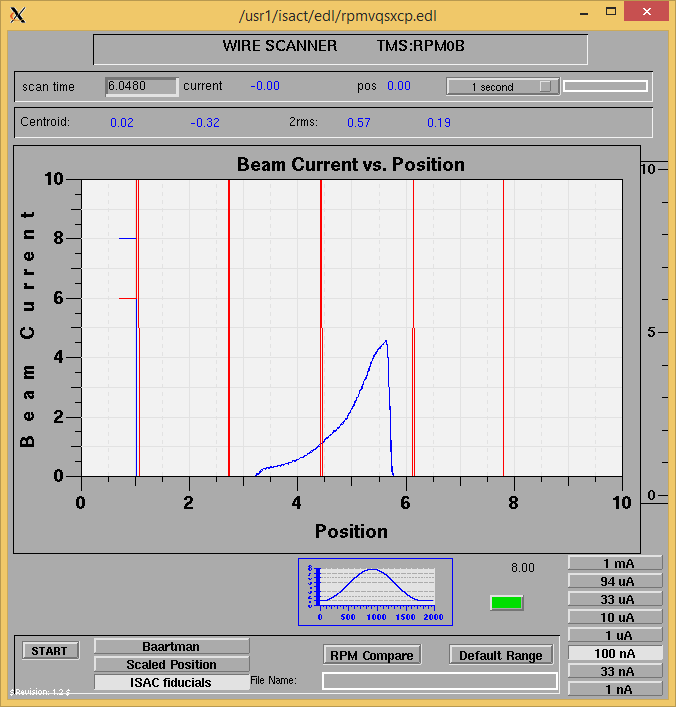 /usr1/isact/edl/rpmvqsxcp.edl
WIRE SCANNER TMS:RPM0B
scan time 6.0480 current -0.00 pos 0.00 1 second
Centroid: 0.02 -0.32 2rms: 0.57 0.19
Beam Current vs. Position
10
8
6
4
2
0
Beam Current
0 2 4 6 8 10
Position
10
5
0
8
0 500 1000 1500 2000
8.00
1 mA
94 uA
33 uA
10 uA
1 uA
100 nA
33 nA
1 nA
START
Baartman
Scaled Position
ISAC fiducials
RPM Compare
Default Range
File Name:
$Revision: 1.2 $